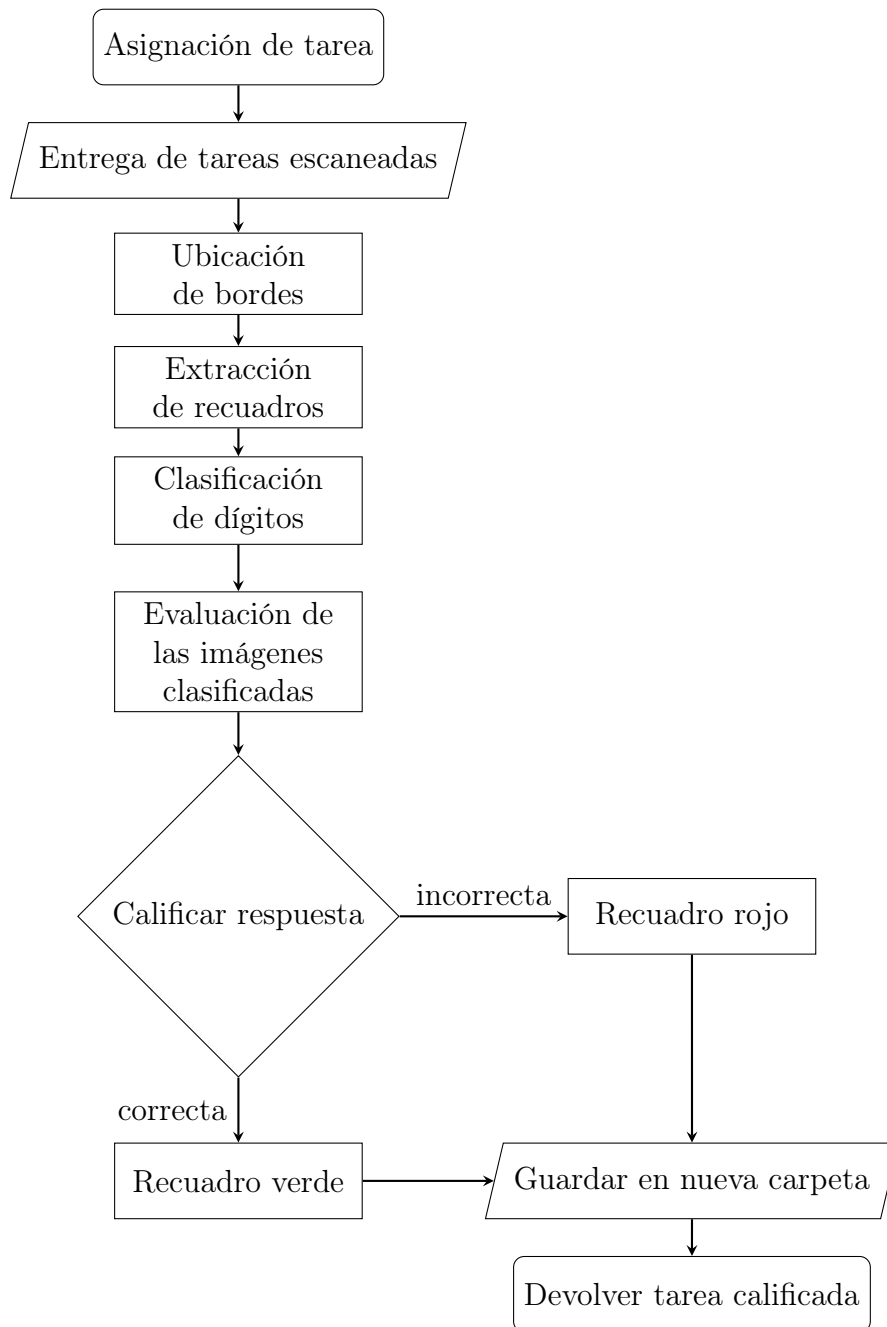 Asignación de tarea
Entrega de tareas escaneadas
Ubicación
de bordes
Extracción
de recuadros
Clasificación
de dígitos
Evaluación de
las imágenes
clasificadas
Calificar respuesta
incorrecta
Recuadro rojo
correcta
Recuadro verde
Guardar en nueva carpeta
Devolver tarea calificada